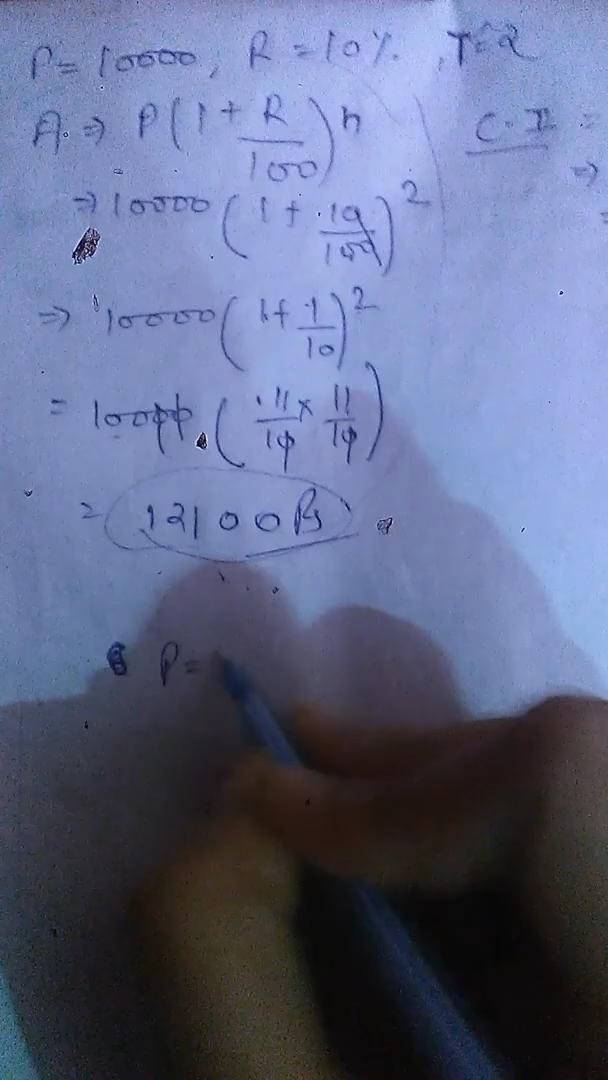 P = 10000, R = 10%. , T = 2
A ⇒ P(1 + R/100)n
C.I =
⇒ 10000 (1 + 10/100)2
⇒
⇒ 10000 (1 + 1/10)2
= 10000 (11/10 × 11/10)
= 12100 Rs
P =